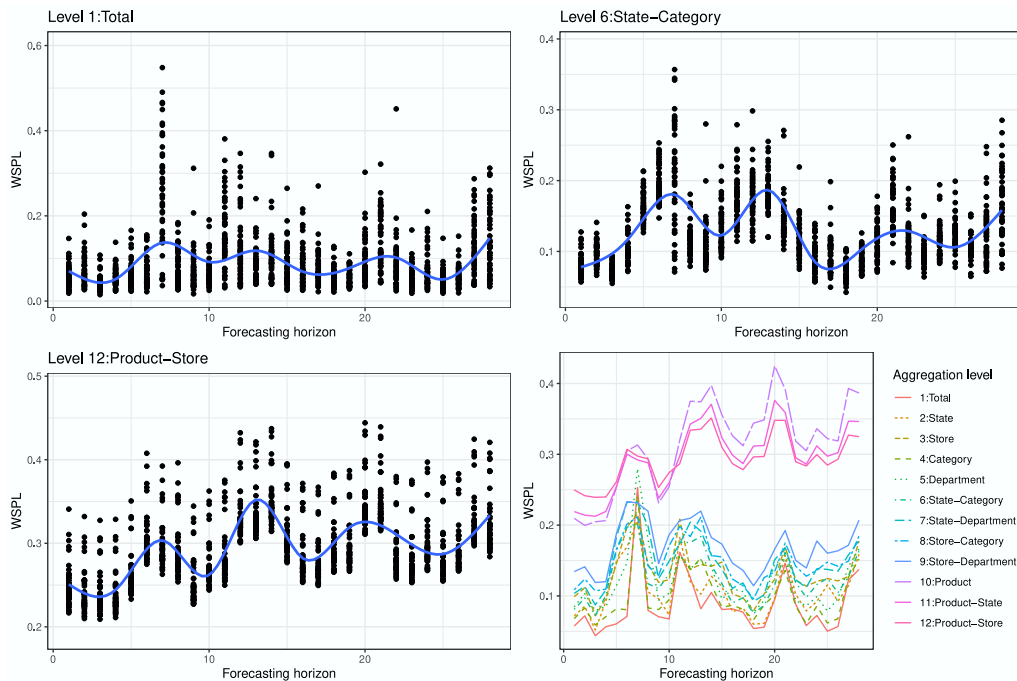 Level 1:Total
0.6
0.4
0.2
0.0
WSPL
0
10
20
Forecasting horizon
Level 6:State−Category
0.4
0.3
0.2
0.1
WSPL
0
10
20
Forecasting horizon
Level 12:Product−Store
0.5
0.4
0.3
0.2
WSPL
0
10
20
Forecasting horizon
0.4
0.3
0.2
0.1
WSPL
0
10
20
Forecasting horizon
Aggregation level
1:Total
2:State
3:Store
4:Category
5:Department
6:State−Category
7:State−Department
8:Store−Category
9:Store−Department
10:Product
11:Product−State
12:Product−Store